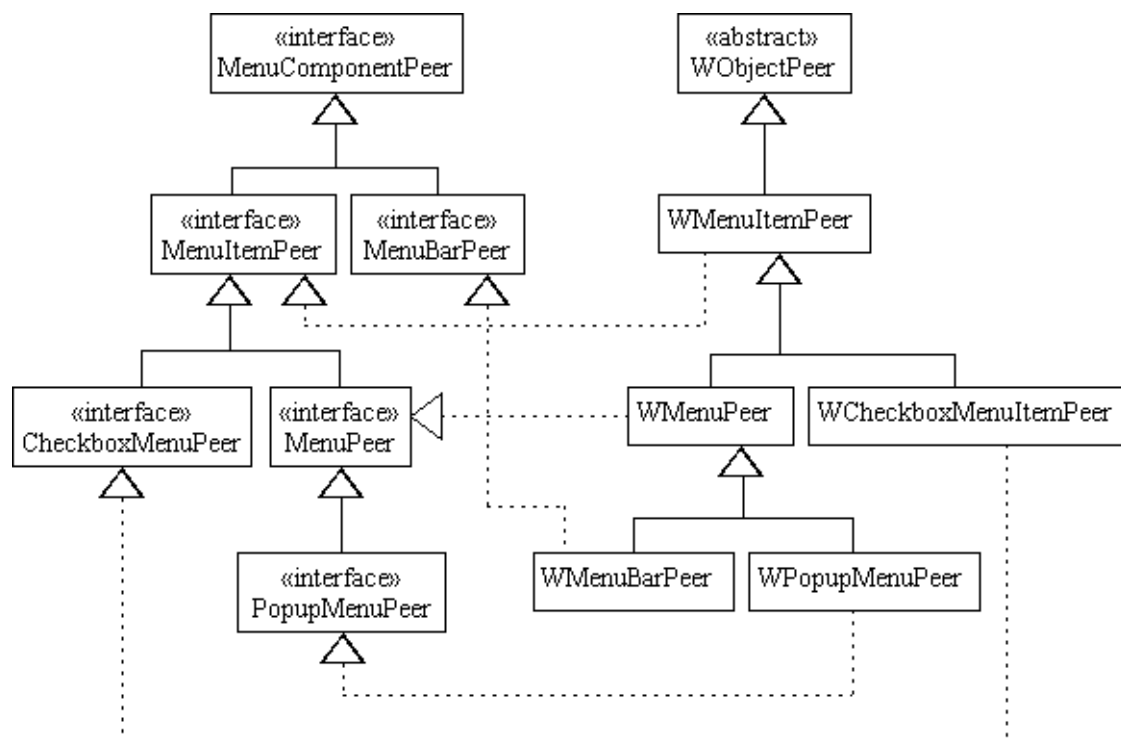 «interface»
MenuComponentPeer
«abstract»
WObjectPeer
«interface»
MenuItemPeer
«interface»
MenuBarPeer
WMenuItemPeer
«interface»
CheckboxMenuPeer
«interface»
MenuPeer
WMenuPeer
WCheckboxMenuItemPeer
«interface»
PopupMenuPeer
WMenuBarPeer
WPopupMenuPeer